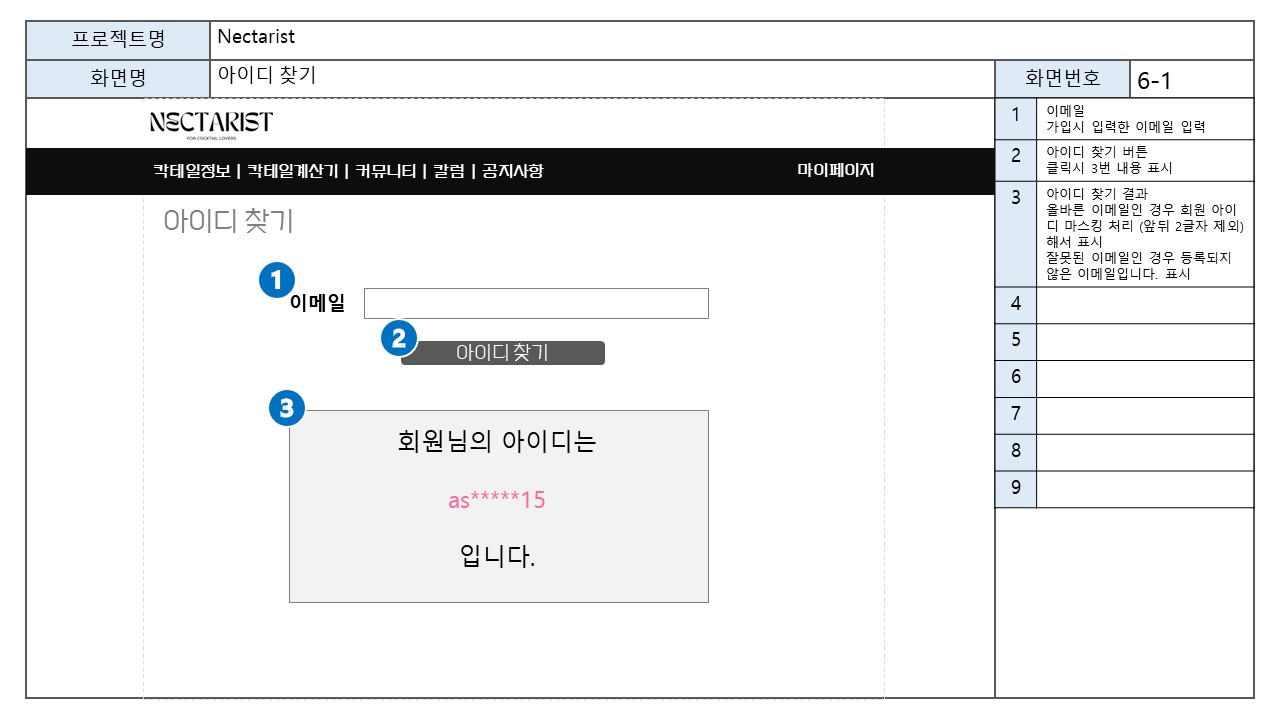 프로젝트명
Nectarist
화면명
아이디 찾기
화면번호
6-1
NECTARIST
FOR COCKTAIL LOVERS
칵테일정보 | 칵테일계산기 | 커뮤니티 | 칼럼 | 공지사항
마이페이지
아이디 찾기
1
이메일
2
아이디 찾기
3
회원님의 아이디는
as*****15
입니다.
1
이메일
가입시 입력한 이메일 입력
2
아이디 찾기 버튼
클릭시 3번 내용 표시
3
아이디 찾기 결과
올바른 이메일인 경우 회원 아이
디 마스킹 처리 (앞뒤 2글자 제외)
해서 표시
잘못된 이메일인 경우 등록되지
않은 이메일입니다. 표시
4
5
6
7
8
9